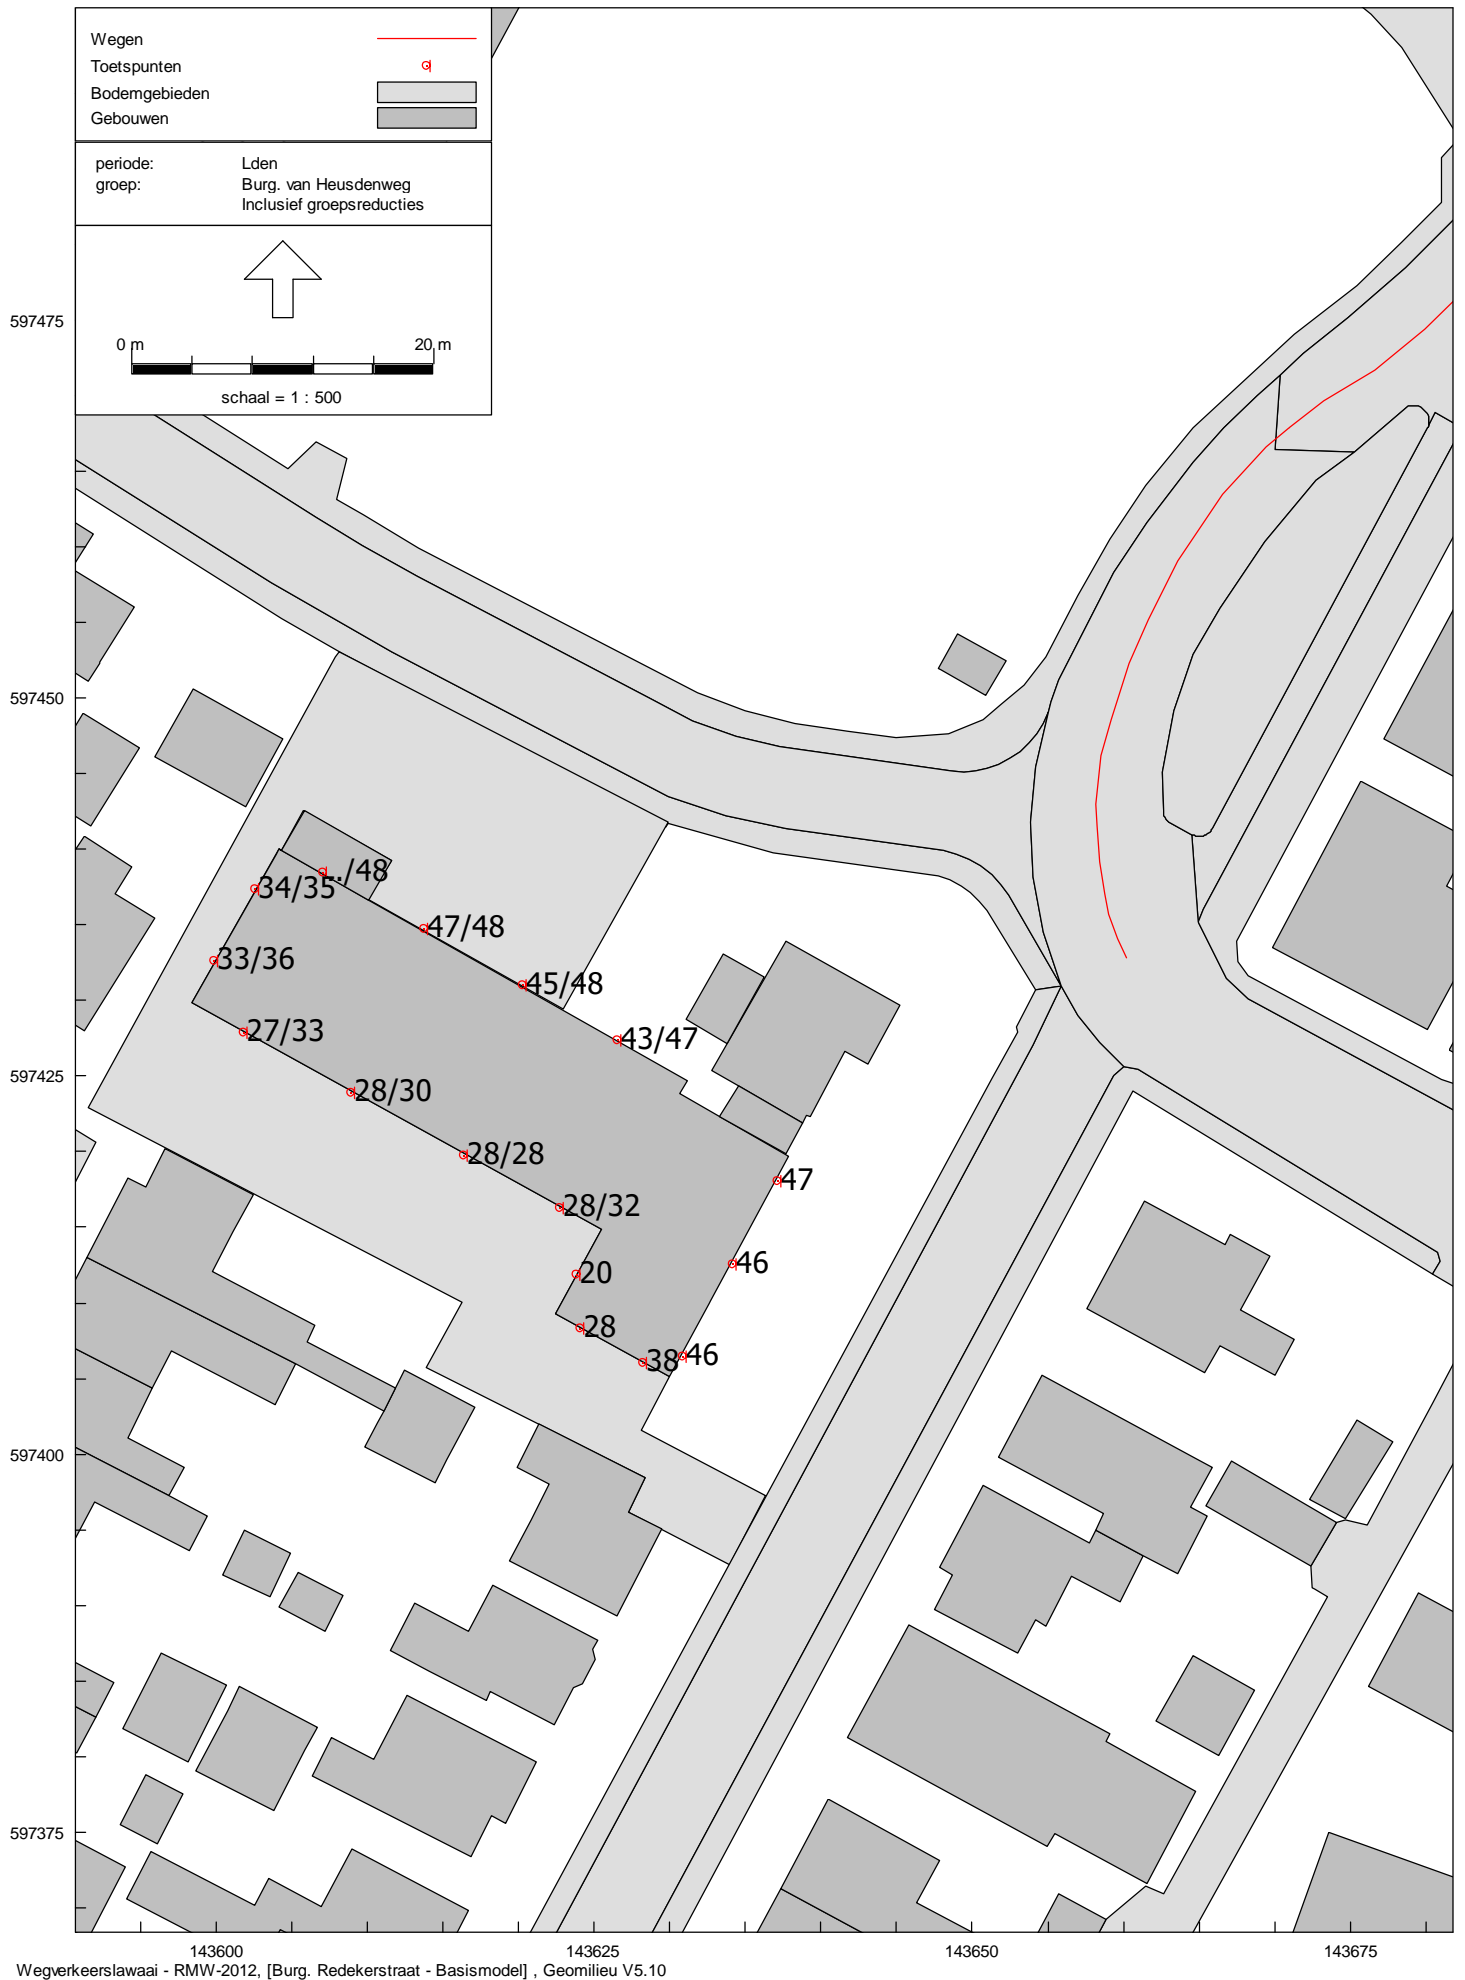 Wegen
Toetspunten
Bodemgebieden
Gebouwen
periode: Lden
groep: Burg. van Heusdenweg
Inclusief groepsreducties
0 m 20 m
schaal = 1 : 500
597475
597450
597425
597400
597375
../48
34/35
47/48
33/36
45/48
27/33
43/47
28/30
28/28
47
28/32
46
20
28
46
38
143600 143625 143650 143675
Wegverkeerslawaai - RMW-2012, [Burg. Redekerstraat - Basismodel] , Geomilieu V5.10